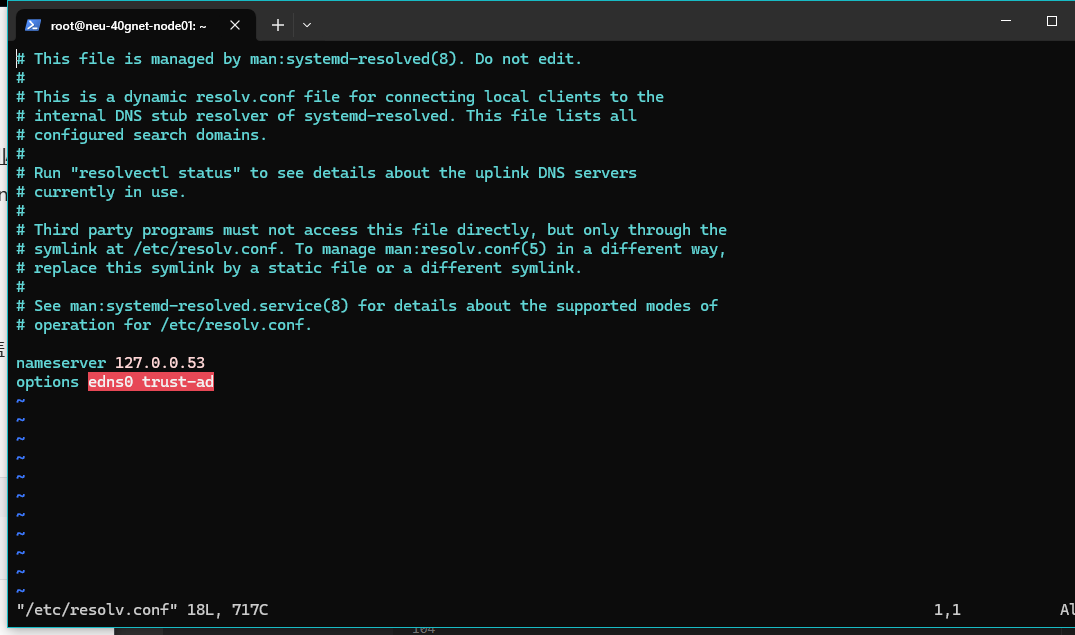 root@neu-40gnet-node01: ~
# This file is managed by man:systemd-resolved(8). Do not edit.
#
# This is a dynamic resolv.conf file for connecting local clients to the
# internal DNS stub resolver of systemd-resolved. This file lists all
# configured search domains.
#
# Run "resolvectl status" to see details about the uplink DNS servers
# currently in use.
#
# Third party programs must not access this file directly, but only through the
# symlink at /etc/resolv.conf. To manage man:resolv.conf(5) in a different way,
# replace this symlink by a static file or a different symlink.
#
# See man:systemd-resolved.service(8) for details about the supported modes of
# operation for /etc/resolv.conf.
nameserver 127.0.0.53
options edns0 trust-ad
~
~
~
~
~
~
~
~
~
~
~
"/etc/resolv.conf" 18L, 717C 1,1 Al